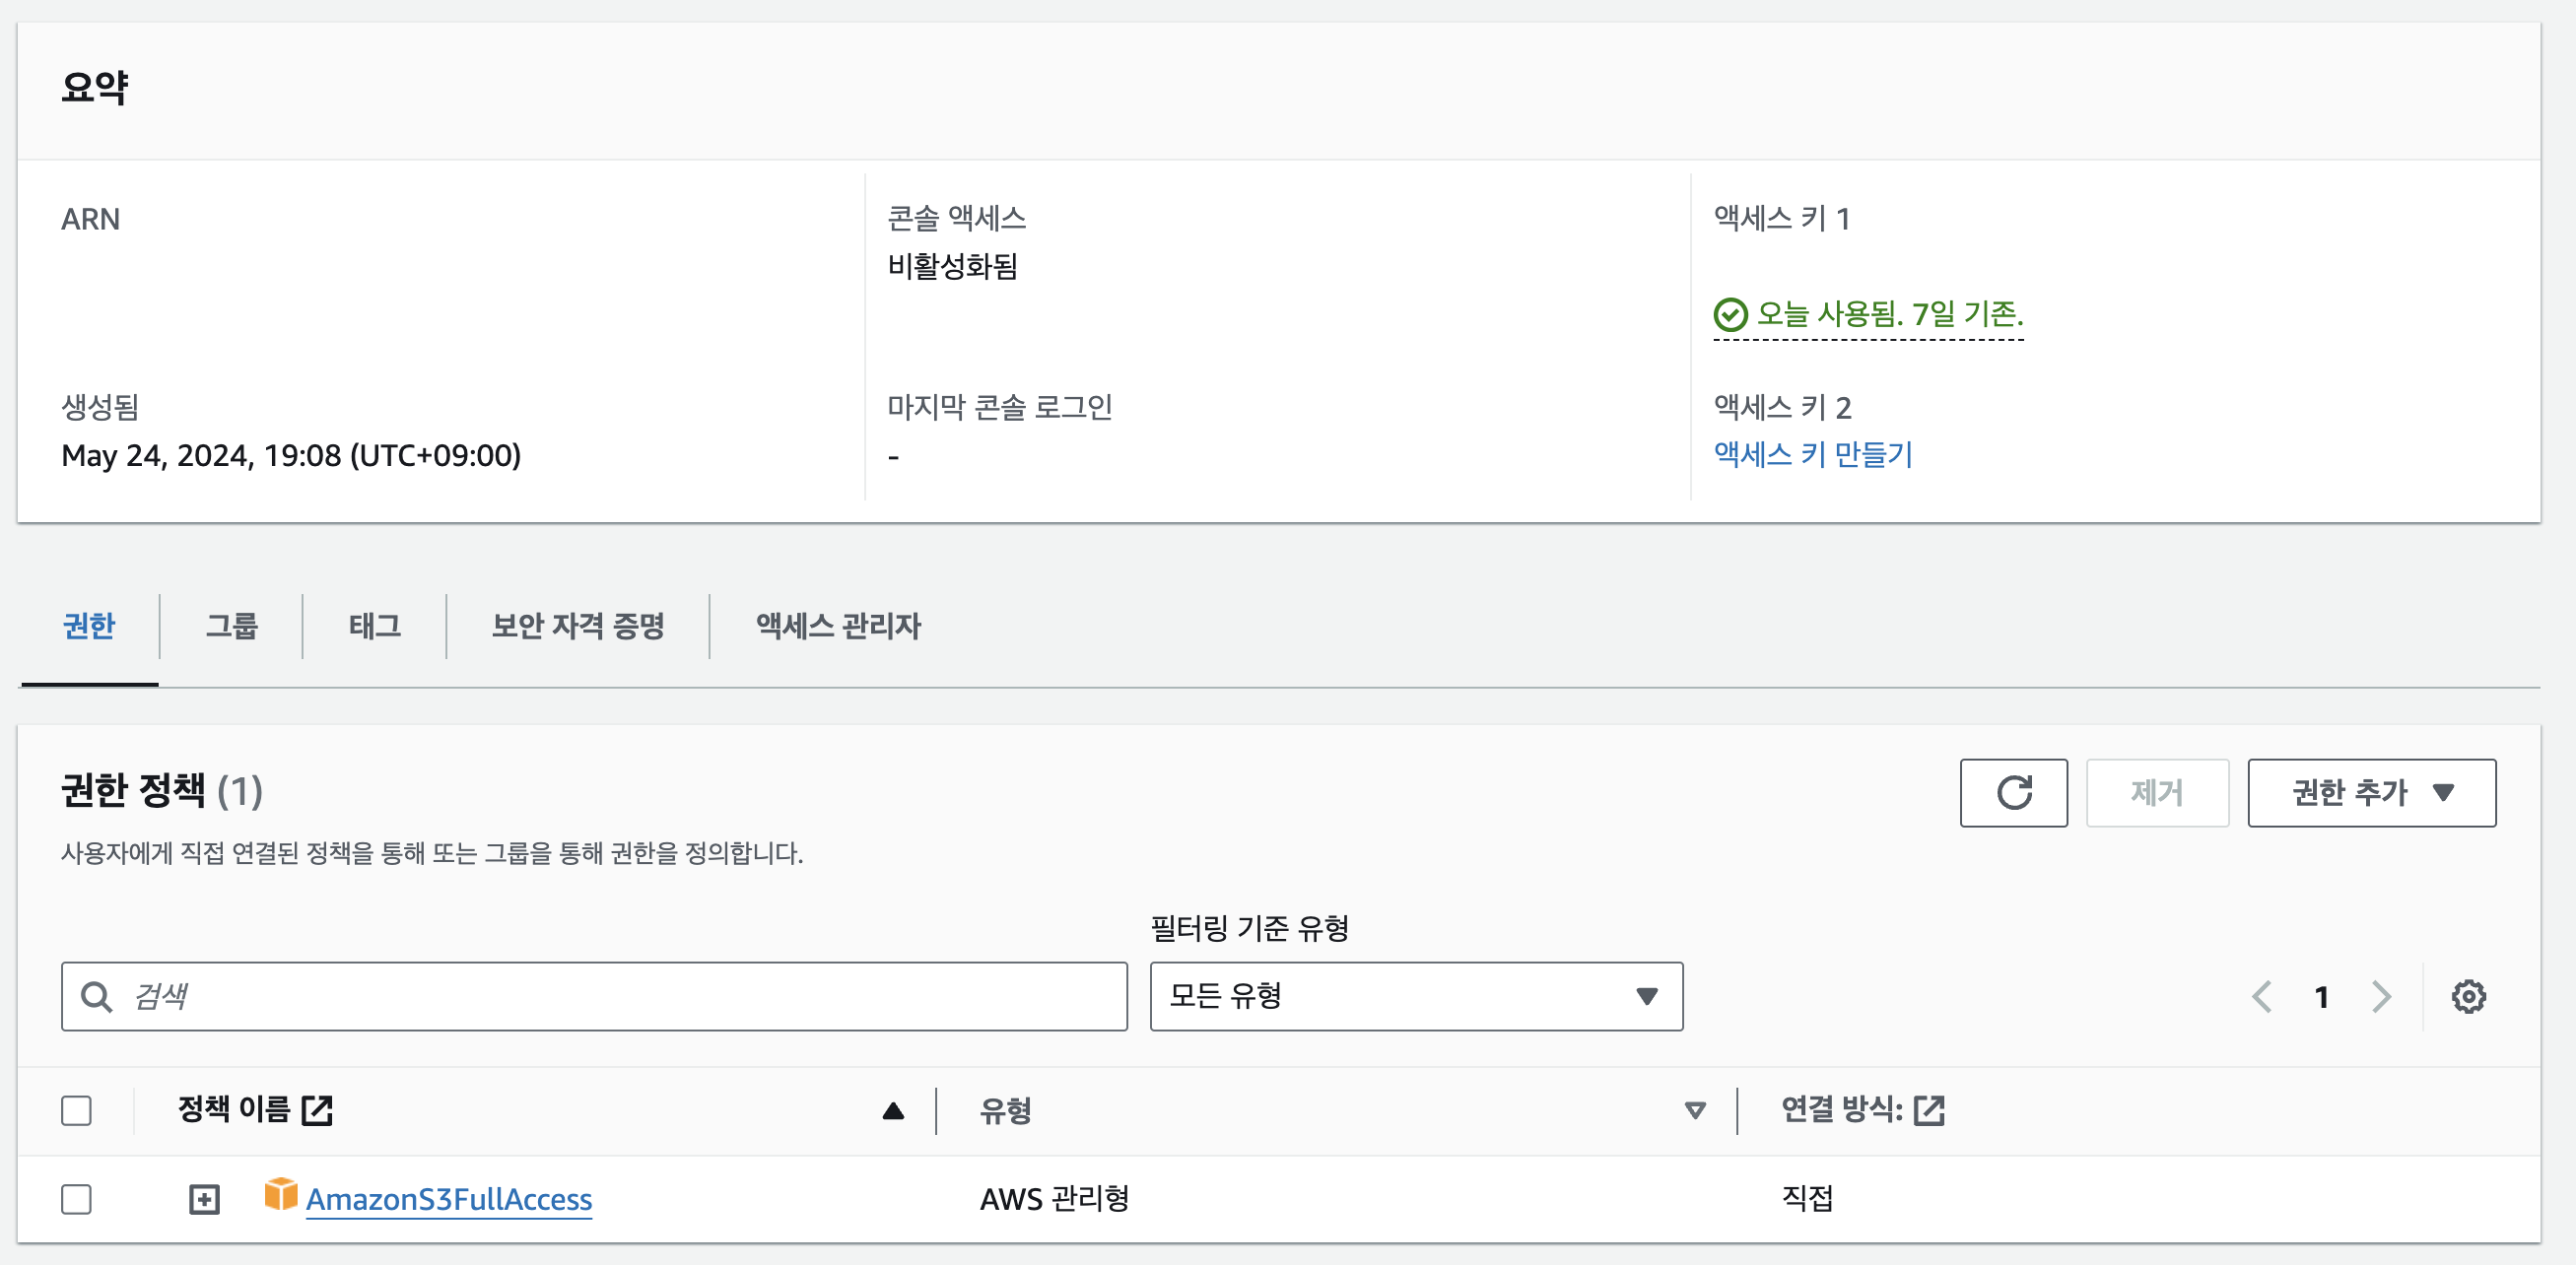 요약
ARN
콘솔 액세스
비활성화됨
액세스 키 1
오늘 사용됨. 7일 기존.
생성됨
May 24, 2024, 19:08 (UTC+09:00)
마지막 콘솔 로그인
-
액세스 키 2
액세스 키 만들기
권한
그룹
태그
보안 자격 증명
액세스 관리자
권한 정책 (1)
제거
권한 추가
사용자에게 직접 연결된 정책을 통해 또는 그룹을 통해 권한을 정의합니다.
필터링 기준 유형
검색
모든 유형
1
정책 이름
유형
연결 방식:
AmazonS3FullAccess
AWS 관리형
직접